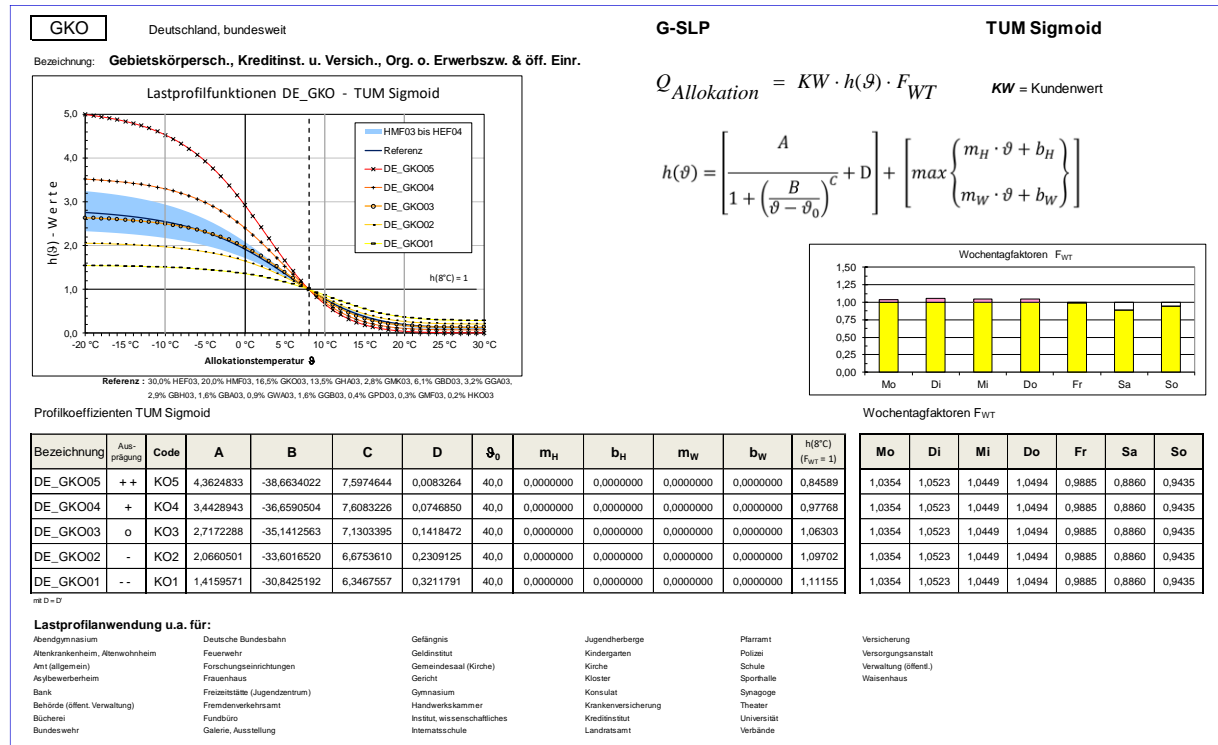 GKO Deutschland, bundesweit G-SLP TUM Sigmoid
Bezeichnung: Gebietskörpersch., Kreditinst. u. Versich., Org. o. Erwerbszw. & öff. Einr.
Q Allokation = KW · h(ϑ) · F WT KW = Kundenwert
h(ϑ) = [ A / (1 + (B / (ϑ − ϑ0))^C) + D ] + [ max { mH · ϑ + bH
mW · ϑ + bW } ]
Lastprofilfunktionen DE_GKO - TUM Sigmoid
h(ϑ) - Werte
5,0
4,0
3,0
2,0
1,0
0,0
HMF03 bis HEF04
Referenz
DE_GKO05
DE_GKO04
DE_GKO03
DE_GKO02
DE_GKO01
h(8°C) = 1
-20 °C -15 °C -10 °C -5 °C 0 °C 5 °C 10 °C 15 °C 20 °C 25 °C 30 °C
Allokationstemperatur ϑ
Referenz : 30,0% HEF03, 20,0% HMF03, 16,5% GKO03, 13,5% GHA03, 2,8% GMK03, 6,1% GBD03, 3,2% GGA03,
2,9% GBH03, 1,6% GBA03, 0,9% GWA03, 1,6% GGB03, 0,4% GPD03, 0,3% GMF03, 0,2% HKO03
Wochentagfaktoren FWT
1,50
1,25
1,00
0,75
0,50
0,25
0,00
Mo Di Mi Do Fr Sa So
Profilkoeffizienten TUM Sigmoid
Bezeichnung Aus-prägung Code A B C D ϑ0 mH bH mW bW h(8°C) (FWT = 1)
DE_GKO05 + + KO5 4,3624833 -38,6634022 7,5974644 0,0083264 40,0 0,0000000 0,0000000 0,0000000 0,0000000 0,84589
DE_GKO04 + KO4 3,4428943 -36,6590504 7,6083226 0,0746850 40,0 0,0000000 0,0000000 0,0000000 0,0000000 0,97768
DE_GKO03 o KO3 2,7172288 -35,1412563 7,1303395 0,1418472 40,0 0,0000000 0,0000000 0,0000000 0,0000000 1,06303
DE_GKO02 - KO2 2,0660501 -33,6016520 6,6753610 0,2309125 40,0 0,0000000 0,0000000 0,0000000 0,0000000 1,09702
DE_GKO01 - - KO1 1,4159571 -30,8425192 6,3467557 0,3211791 40,0 0,0000000 0,0000000 0,0000000 0,0000000 1,11155
mit D = D'
Wochentagfaktoren FWT
Mo Di Mi Do Fr Sa So
1,0354 1,0523 1,0449 1,0494 0,9885 0,8860 0,9435
1,0354 1,0523 1,0449 1,0494 0,9885 0,8860 0,9435
1,0354 1,0523 1,0449 1,0494 0,9885 0,8860 0,9435
1,0354 1,0523 1,0449 1,0494 0,9885 0,8860 0,9435
1,0354 1,0523 1,0449 1,0494 0,9885 0,8860 0,9435
Lastprofilanwendung u.a. für:
Abendgymnasium Deutsche Bundesbahn Gefängnis Jugendherberge Pfarramt Versicherung
Altenkrankenheim, Altenwohnheim Feuerwehr Geldinstitut Kindergarten Polizei Versorgungsanstalt
Amt (allgemein) Forschungseinrichtungen Gemeindesaal (Kirche) Kirche Schule Verwaltung (öffentl.)
Asylbewerberheim Frauenhaus Gericht Kloster Sporthalle Waisenhaus
Bank Freizeitstätte (Jugendzentrum) Gymnasium Konsulat Synagoge
Behörde (öffent. Verwaltung) Fremdenverkehrsamt Handwerkskammer Krankenversicherung Theater
Bücherei Fundbüro Institut, wissenschaftliches Kreditinstitut Universität
Bundeswehr Galerie, Ausstellung Internatsschule Landratsamt Verbände